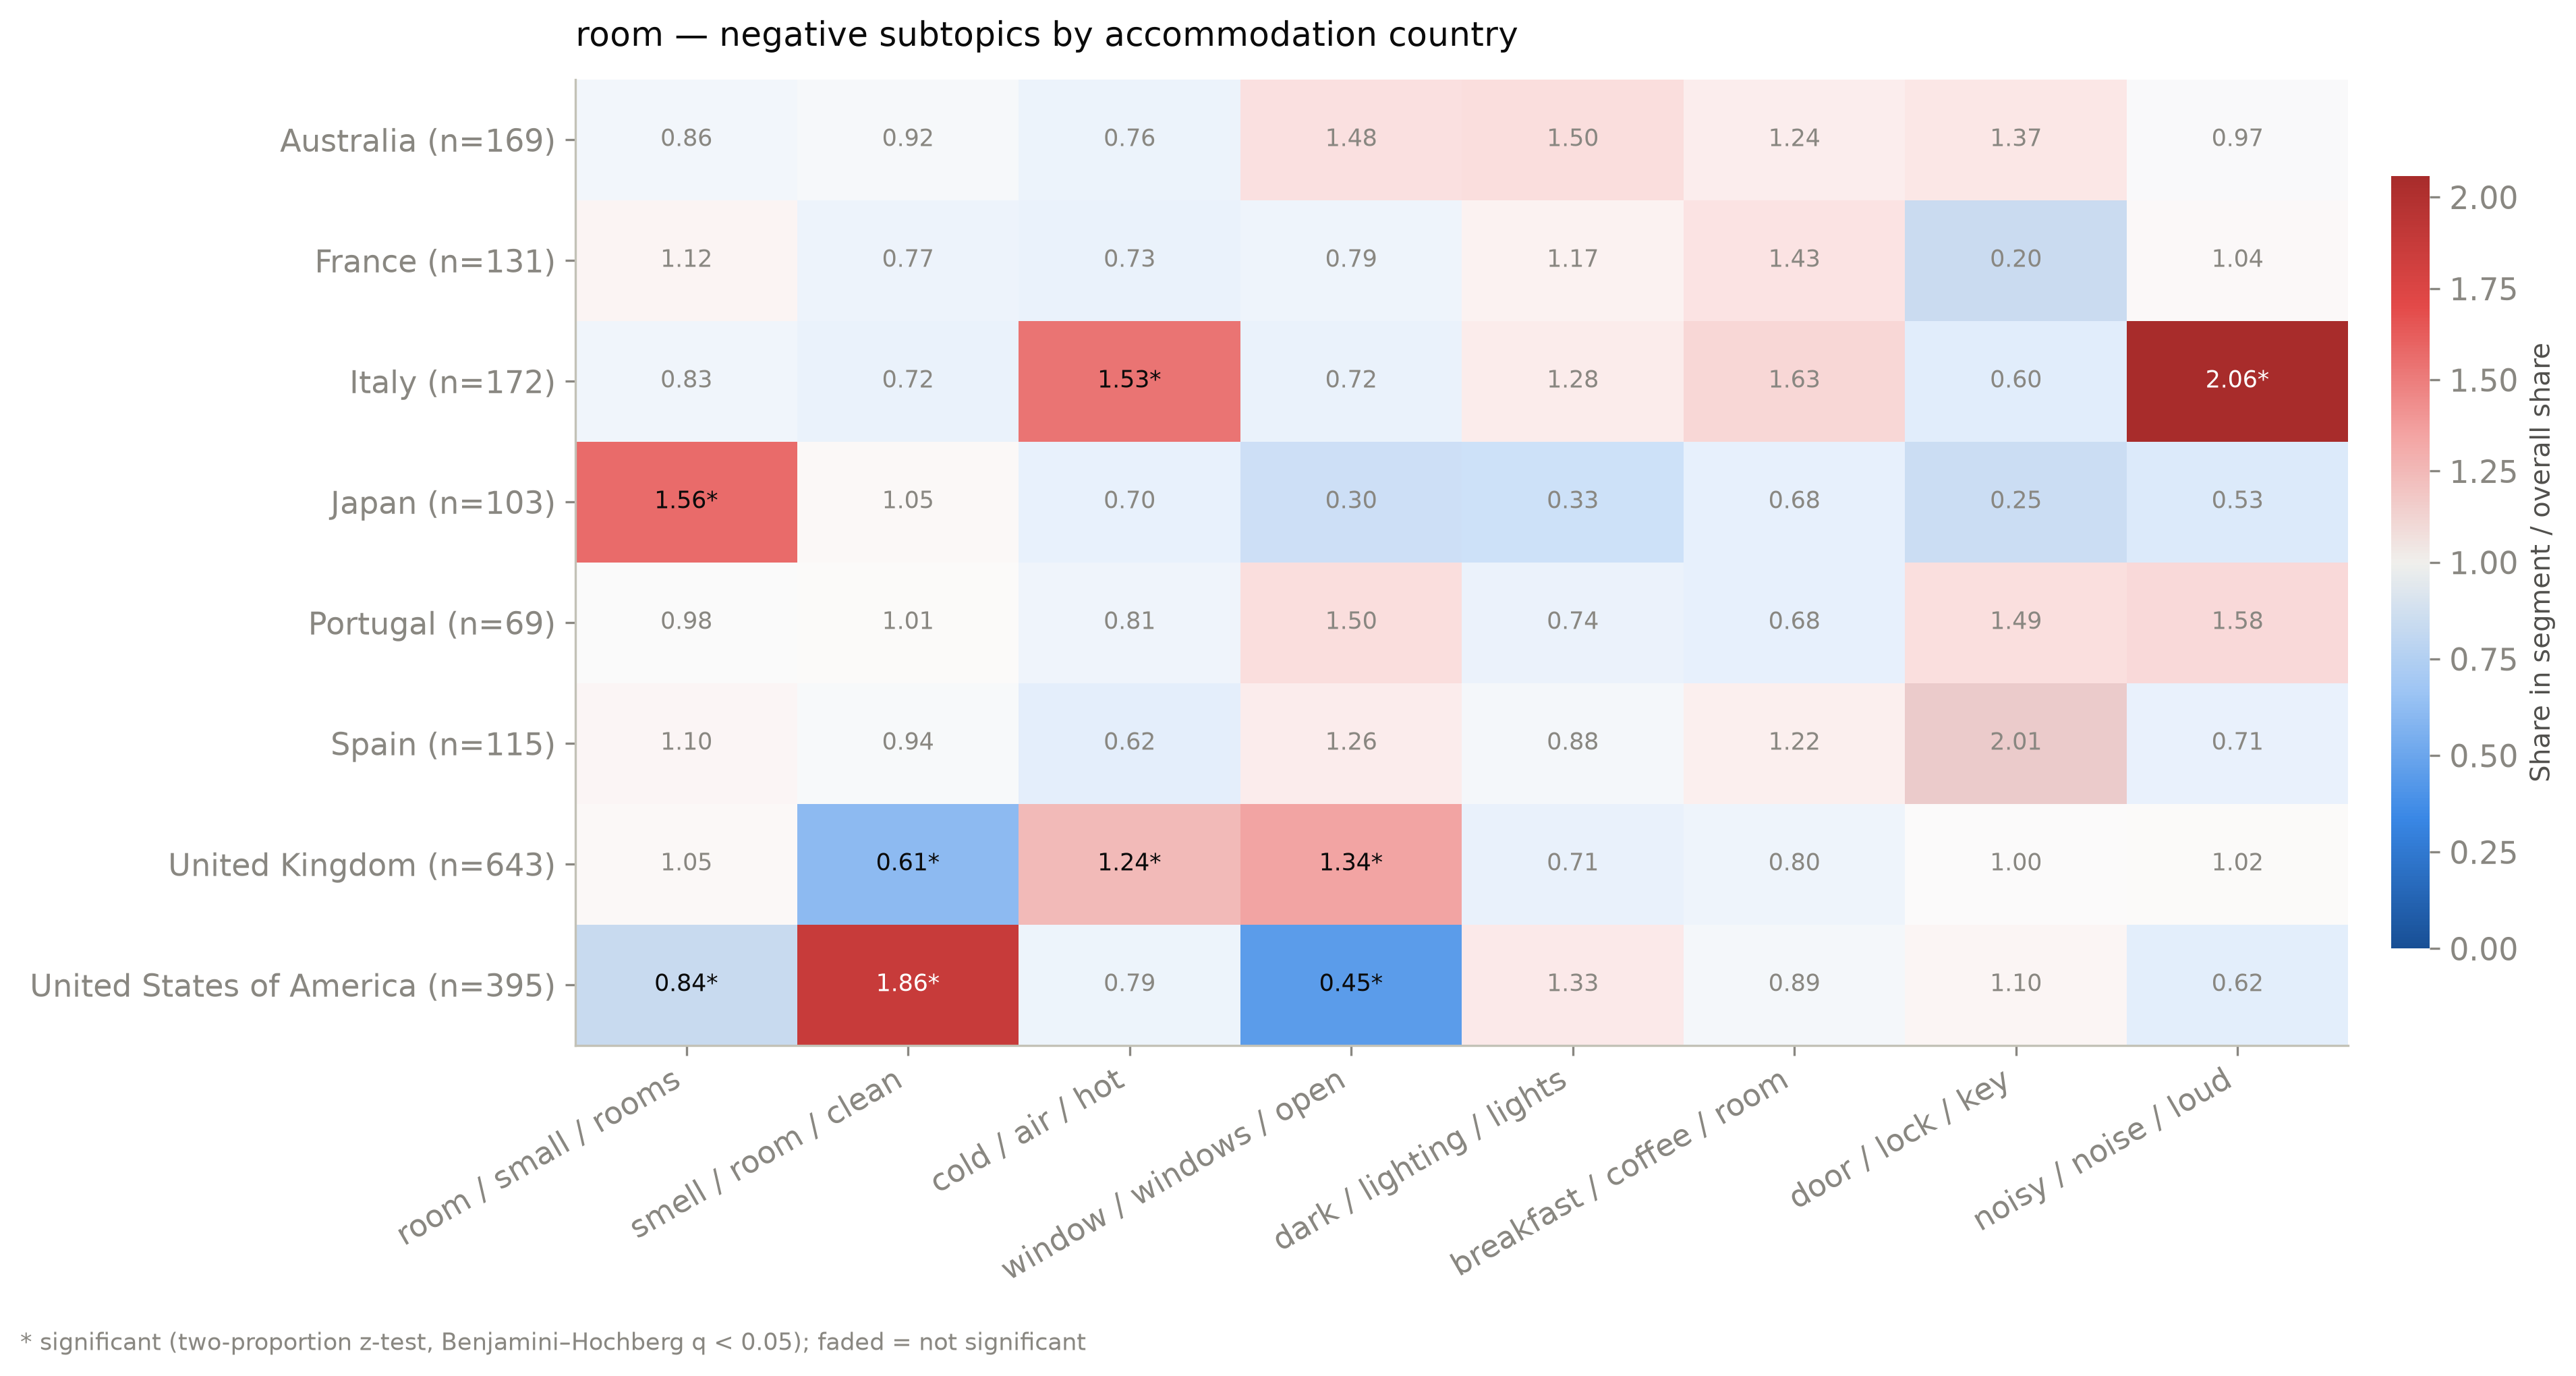 room — negative subtopics by accommodation country
Australia (n=169) 0.86 0.92 0.76 1.48 1.50 1.24 1.37 0.97
France (n=131) 1.12 0.77 0.73 0.79 1.17 1.43 0.20 1.04
Italy (n=172) 0.83 0.72 1.53* 0.72 1.28 1.63 0.60 2.06*
Japan (n=103) 1.56* 1.05 0.70 0.30 0.33 0.68 0.25 0.53
Portugal (n=69) 0.98 1.01 0.81 1.50 0.74 0.68 1.49 1.58
Spain (n=115) 1.10 0.94 0.62 1.26 0.88 1.22 2.01 0.71
United Kingdom (n=643) 1.05 0.61* 1.24* 1.34* 0.71 0.80 1.00 1.02
United States of America (n=395) 0.84* 1.86* 0.79 0.45* 1.33 0.89 1.10 0.62
room / small / rooms
smell / room / clean
cold / air / hot
window / windows / open
dark / lighting / lights
breakfast / coffee / room
door / lock / key
noisy / noise / loud
2.00
1.75
1.50
1.25
1.00
0.75
0.50
0.25
0.00
Share in segment / overall share
* significant (two-proportion z-test, Benjamini–Hochberg q < 0.05); faded = not significant